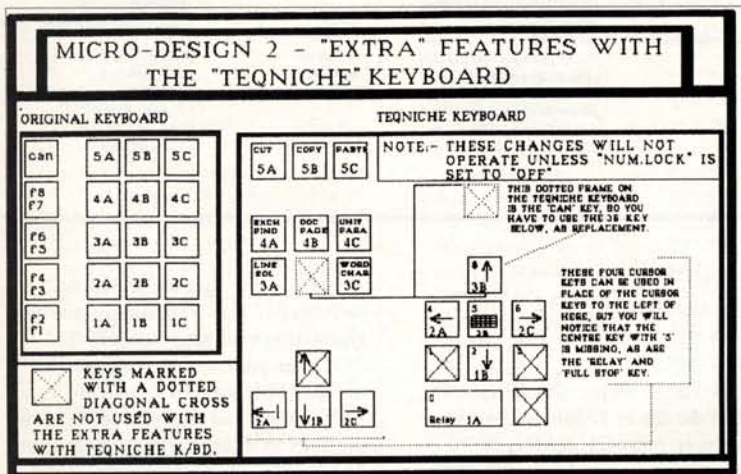 MICRO-DESIGN 2 - "EXTRA" FEATURES WITH
THE "TEQNICHE" KEYBOARD
ORIGINAL KEYBOARD
can 5A 5B 5C
f8
f7 4A 4B 4C
f6
f5 3A 3B 3C
f4
f3 2A 2B 2C
f2
f1 1A 1B 1C
KEYS MARKED
WITH A DOTTED
DIAGONAL CROSS
ARE NOT USED WITH
THE EXTRA FEATURES
WITH TEQNICHE K/BD.
TEQNICHE KEYBOARD
CUT COPY PASTE
5A 5B 5C
NOTE:- THESE CHANGES WILL NOT
OPERATE UNLESS "NUM.LOCK" IS
SET TO "OFF"
THIS DOTTED FRAME ON
THE TEQNICHE KEYBOARD
IS THE "CAN" KEY, SO YOU
HAVE TO USE THE 3B KEY
BELOW, AS REPLACEMENT.
EXCH DOC UNIT
FIND PAGE PARA
4A 4B 4C
LINE WORD
EOL CHAR
3A 3C
8
3B
4 5 6
2A 2B 2C
1 2 3
1B
0
Relay 1A
2A 1B 2C
THESE FOUR CURSOR
KEYS CAN BE USED IN
PLACE OF THE CURSOR
KEYS TO THE LEFT OF
HERE, BUT YOU WILL
NOTICE THAT THE
CENTRE KEY WITH '5'
IS MISSING, AS ARE
THE 'RELAY' AND
'FULL STOP' KEY.